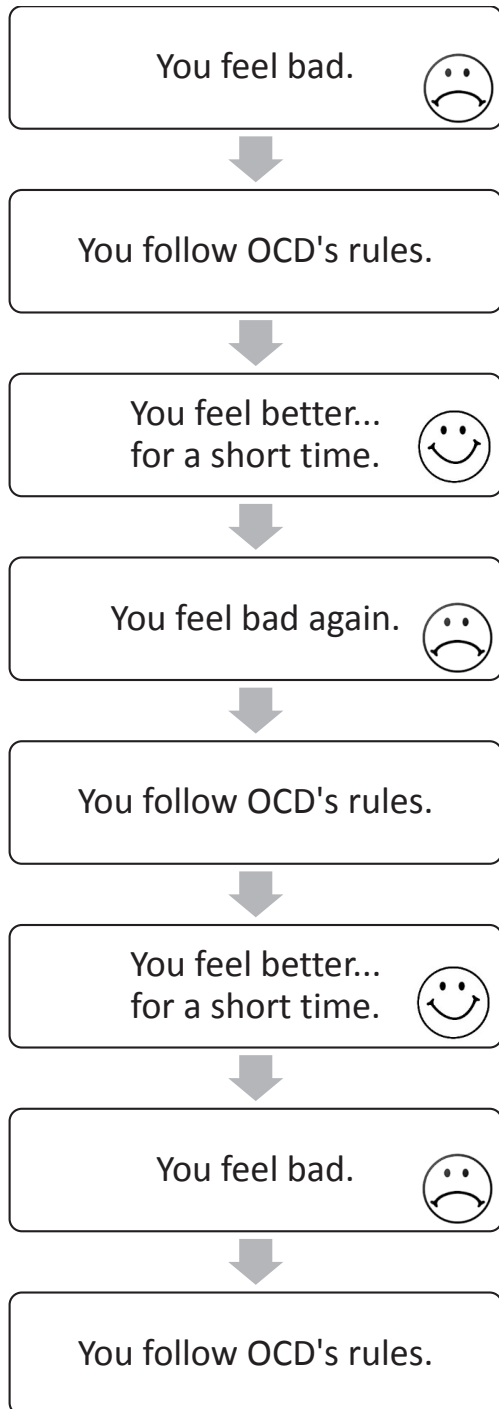 You feel bad.
You follow OCD's rules.
You feel better...
for a short time.
You feel bad again.
You follow OCD's rules.
You feel better...
for a short time.
You feel bad.
You follow OCD's rules.